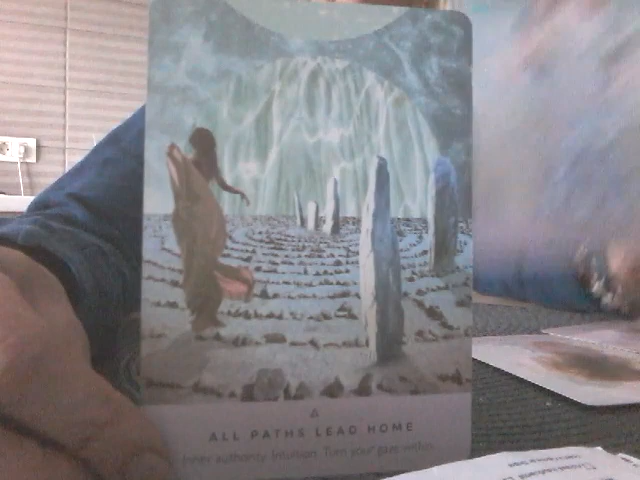 ALL PATHS LEAD HOME
Inner authority. Intuition. Turn your gaze within.